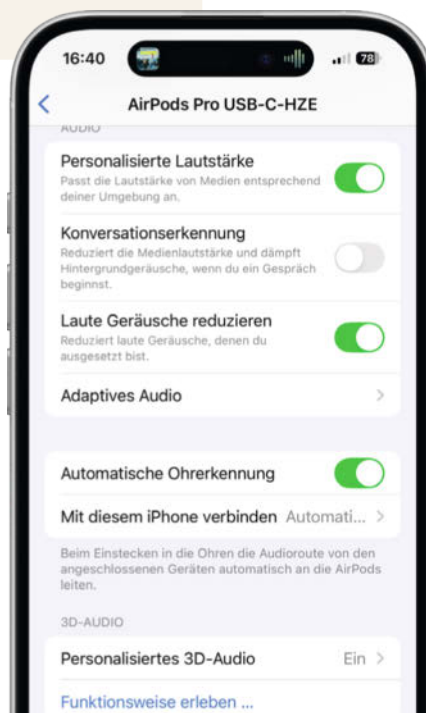 16:40
78
AirPods Pro USB-C-HZE
AUDIO
Personalisierte Lautstärke
Passt die Lautstärke von Medien entsprechend
deiner Umgebung an.
Konversationserkennung
Reduziert die Medienlautstärke und dämpft
Hintergrundgeräusche, wenn du ein Gespräch
beginnst.
Laute Geräusche reduzieren
Reduziert laute Geräusche, denen du
ausgesetzt bist.
Adaptives Audio
Automatische Ohrerkennung
Mit diesem iPhone verbinden Automati...
Beim Einstecken in die Ohren die Audioroute von den
angeschlossenen Geräten automatisch an die AirPods
leiten.
3D-AUDIO
Personalisiertes 3D-Audio Ein
Funktionsweise erleben ...